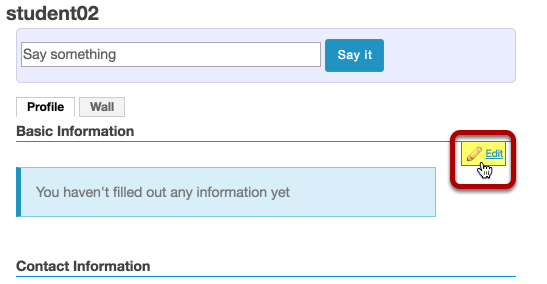 student02
Say something
Say it
Profile
Wall
Basic Information
Edit
You haven't filled out any information yet
Contact Information